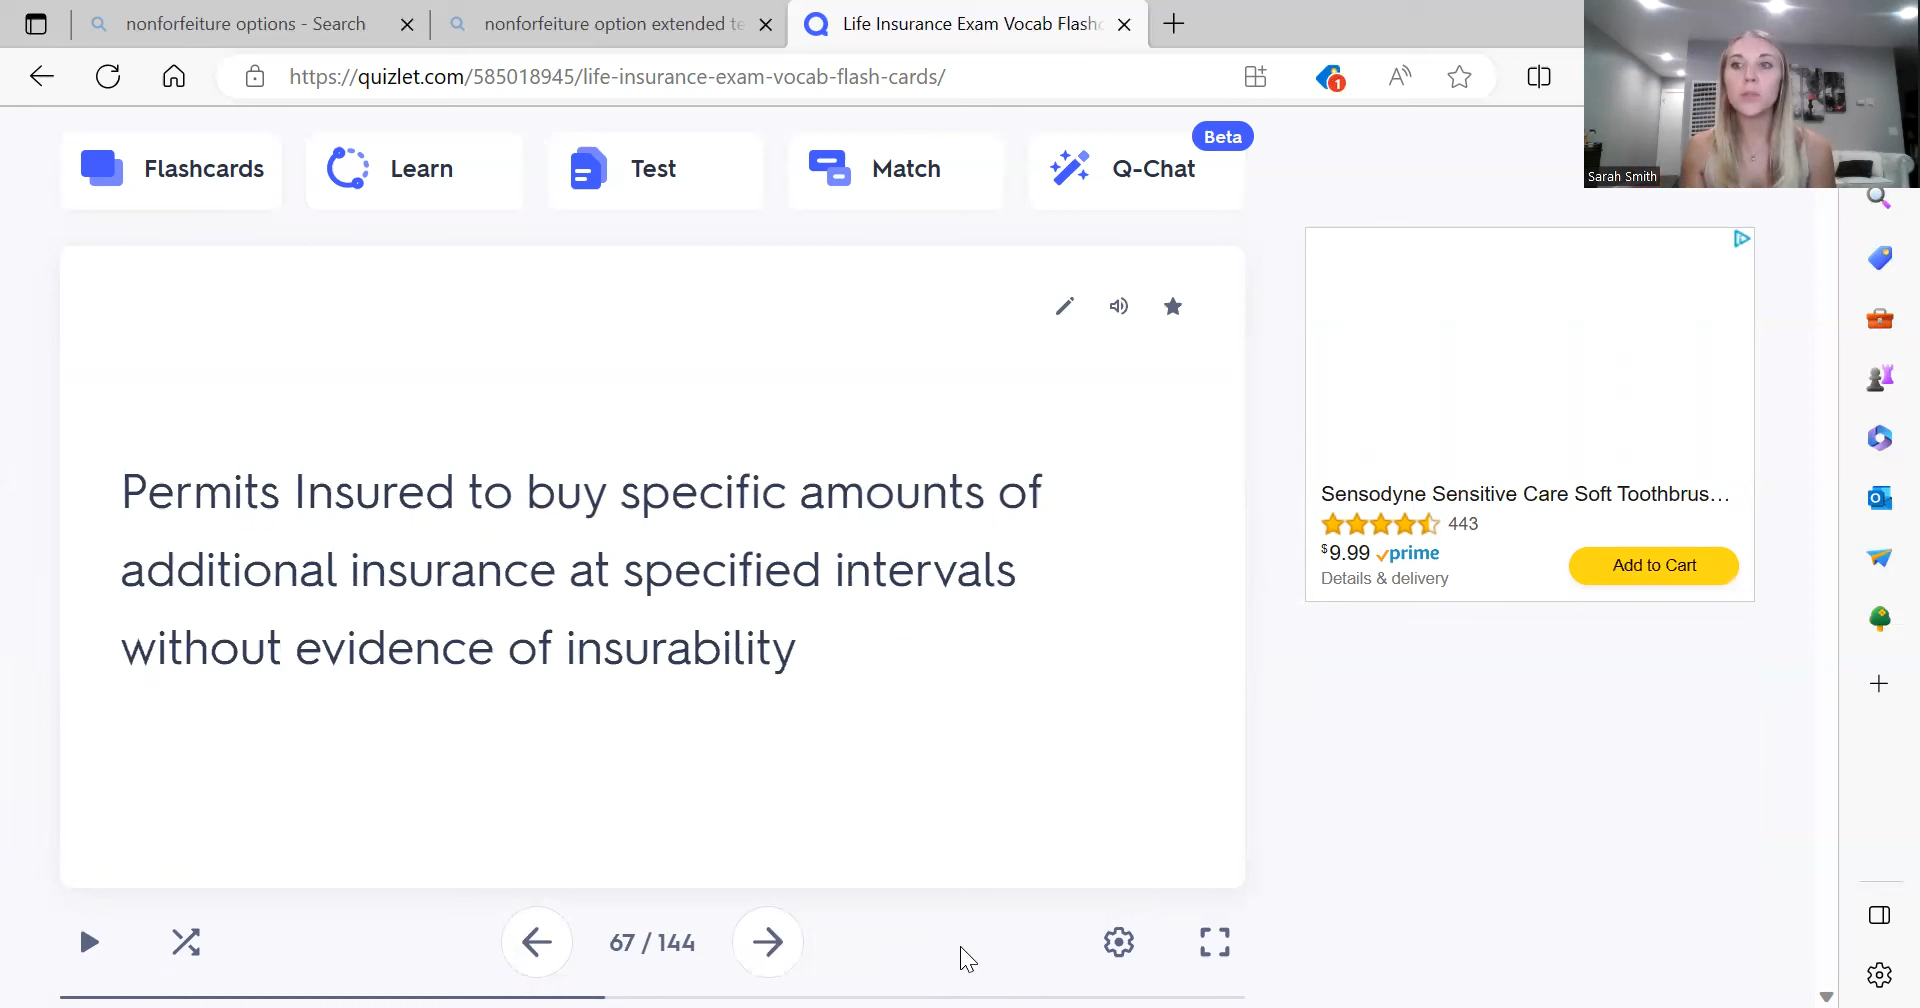 nonforfeiture options - Search
nonforfeiture option extended te
Life Insurance Exam Vocab Flashc
https://quizlet.com/585018945/life-insurance-exam-vocab-flash-cards/
1
Sarah Smith
Flashcards
Learn
Test
Match
Q-Chat
Beta
Permits Insured to buy specific amounts of
additional insurance at specified intervals
without evidence of insurability
Sensodyne Sensitive Care Soft Toothbrus...
443
$9.99 prime
Details & delivery
Add to Cart
67 / 144